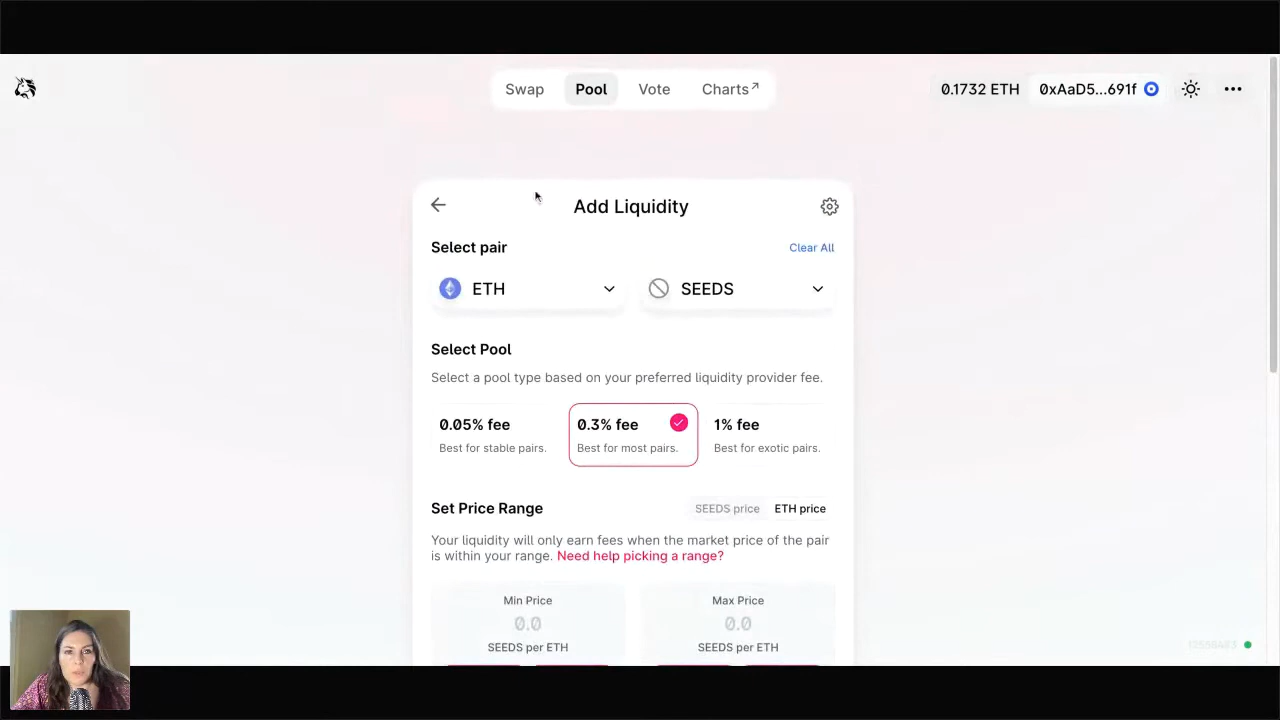 Swap Pool Vote Charts↗ 0.1732 ETH 0xAaD5...691f
Add Liquidity
Select pair Clear All
ETH SEEDS
Select Pool
Select a pool type based on your preferred liquidity provider fee.
0.05% fee 0.3% fee 1% fee
Best for stable pairs. Best for most pairs. Best for exotic pairs.
Set Price Range SEEDS price ETH price
Your liquidity will only earn fees when the market price of the pair
is within your range. Need help picking a range?
Min Price Max Price
0.0 0.0
SEEDS per ETH SEEDS per ETH